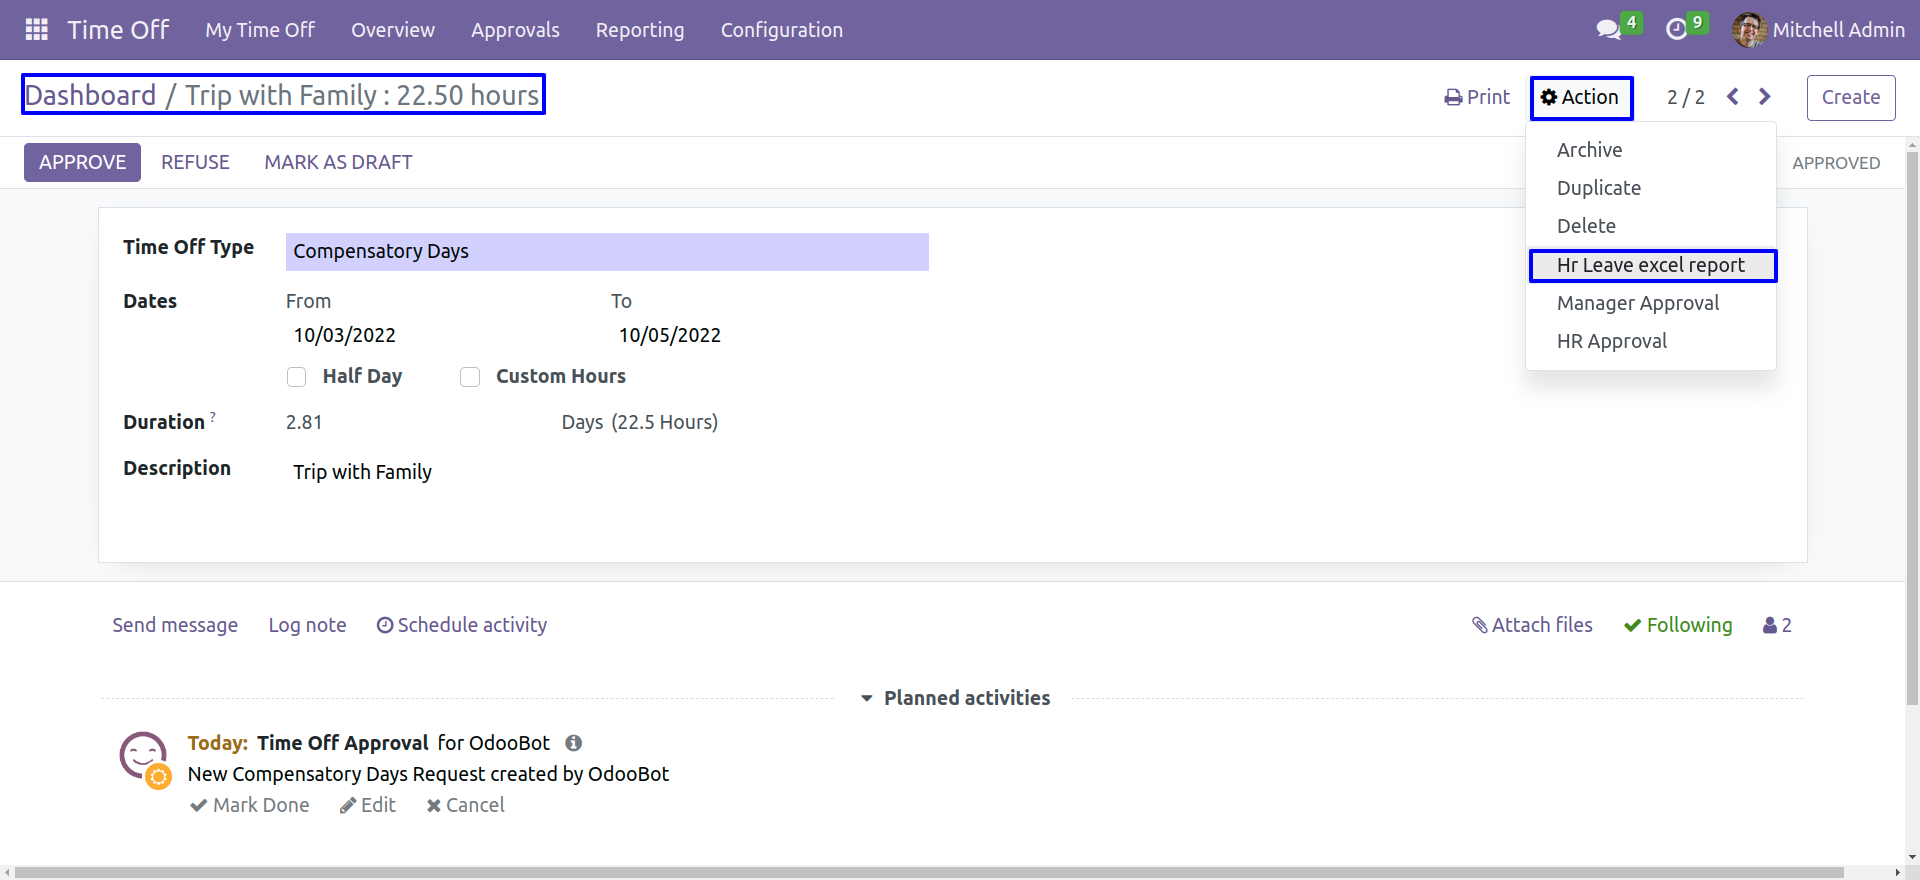 Time Off My Time Off Overview Approvals Reporting Configuration 4 9 Mitchell Admin
Dashboard / Trip with Family : 22.50 hours Print Action 2 / 2 Create
APPROVE REFUSE MARK AS DRAFT APPROVED
Archive
Duplicate
Delete
Hr Leave excel report
Manager Approval
HR Approval
Time Off Type Compensatory Days
Dates From To
10/03/2022 10/05/2022
Half Day Custom Hours
Duration ? 2.81 Days (22.5 Hours)
Description Trip with Family
Send message Log note Schedule activity Attach files Following 2
Planned activities
Today: Time Off Approval for OdooBot
New Compensatory Days Request created by OdooBot
Mark Done Edit Cancel